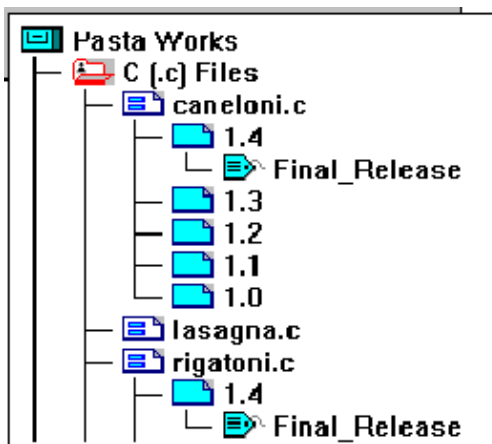 Pasta Works
C (.c) Files
caneloni.c
1.4
Final_Release
1.3
1.2
1.1
1.0
lasagna.c
rigatoni.c
1.4
Final_Release